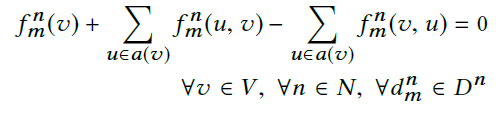 f_m^n(v) + ∑_{u∈a(v)} f_m^n(u, v) − ∑_{u∈a(v)} f_m^n(v, u) = 0
∀v ∈ V, ∀n ∈ N, ∀d_m^n ∈ D^n